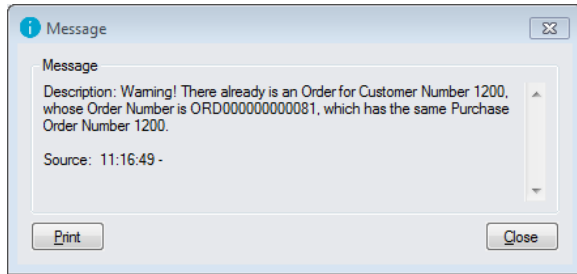 Message
Message
Description: Warning! There already is an Order for Customer Number 1200,
whose Order Number is ORD000000000081, which has the same Purchase
Order Number 1200.
Source:  11:16:49 -
Print
Close